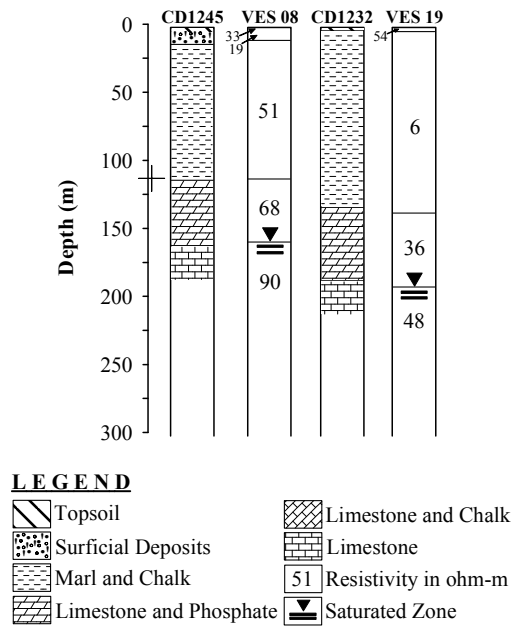 CD1245 VES 08 CD1232 VES 19
0
50
100
150
200
250
300
Depth (m)
33
19
51
68
90
54
6
36
48
LEGEND
Topsoil
Surficial Deposits
Marl and Chalk
Limestone and Phosphate
Limestone and Chalk
Limestone
51 Resistivity in ohm-m
Saturated Zone